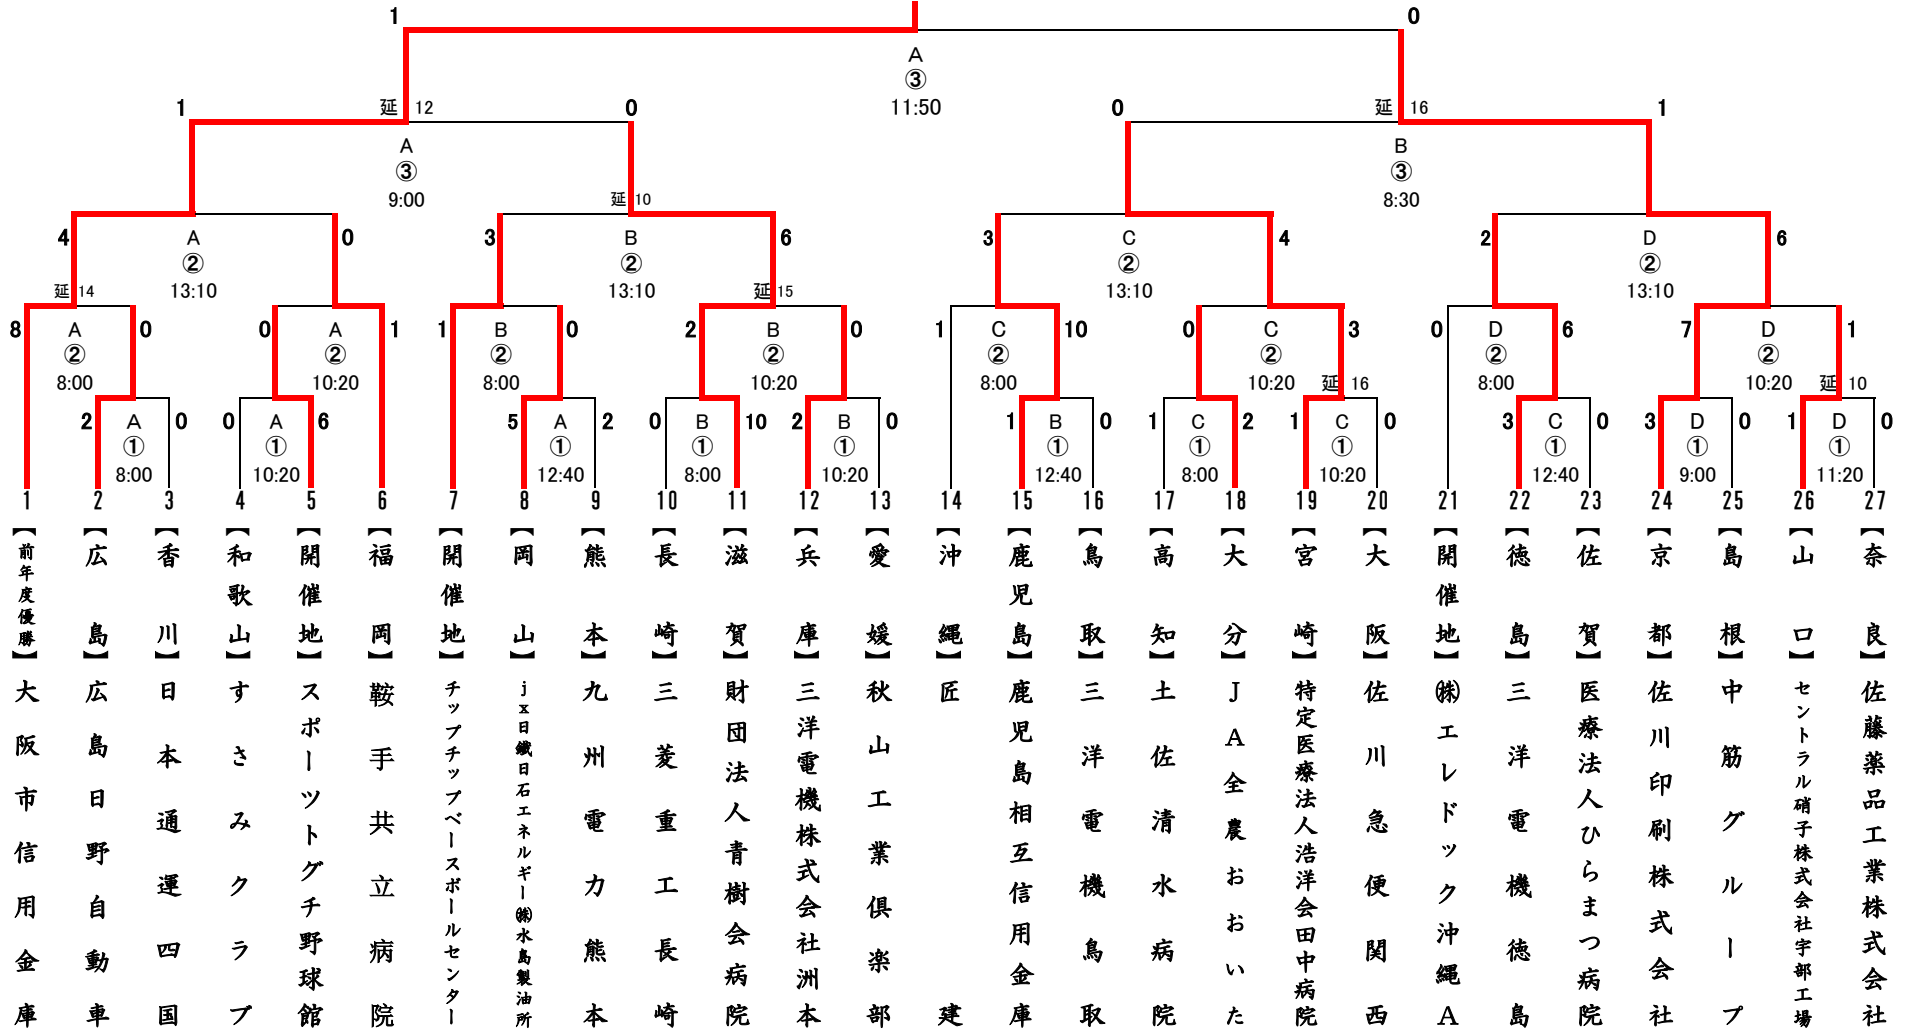 1 0
A
③
11:50
1 延 12 0 0 延 16 1
A B
③ ③
9:00 8:30
延 10
4 0 3 6 3 4 2 6
A B C D
② ② ② ②
13:10 13:10 13:10 13:10
延 14 延 15
8 0 0 1 1 0 2 0 1 10 0 3 0 6 7 1
A A B B C C D D
② ② ② ② ② ② ② ②
8:00 10:20 8:00 10:20 8:00 10:20 8:00 10:20
延 16 延 10
2 0 0 6 5 2 0 10 2 0 1 0 1 2 1 0 3 0 3 0 1 0
A A A B B B C C C D D
① ① ① ① ① ① ① ① ① ① ①
8:00 10:20 12:40 8:00 10:20 12:40 8:00 10:20 12:40 9:00 11:20
1 【前年度優勝】 大阪市信用金庫
2 【広島】 広島日野自動車
3 【香川】 日本通運四国
4 【和歌山】 すさみクラブ
5 【開催地】 スポーツトグチ野球館
6 【福岡】 鞍手共立病院
7 【開催地】 チップチップベースボールセンター
8 【岡山】 jx日鐵日石エネルギー㈱水島製油所
9 【熊本】 九州電力熊本
10 【長崎】 三菱重工長崎
11 【滋賀】 財団法人青樹会病院
12 【兵庫】 三洋電機株式会社洲本
13 【愛媛】 秋山工業倶楽部
14 【沖縄】 匠建
15 【鹿児島】 鹿児島相互信用金庫
16 【鳥取】 三洋電機鳥取
17 【高知】 土佐清水病院
18 【大分】 JA全農おおいた
19 【宮崎】 特定医療法人浩洋会田中病院
20 【大阪】 佐川急便関西
21 【開催地】 ㈱エレドック沖縄A
22 【徳島】 三洋電機徳島
23 【佐賀】 医療法人ひらまつ病院
24 【京都】 佐川印刷株式会社
25 【島根】 中筋グループ
26 【山口】 セントラル硝子株式会社宇部工場
27 【奈良】 佐藤薬品工業株式会社